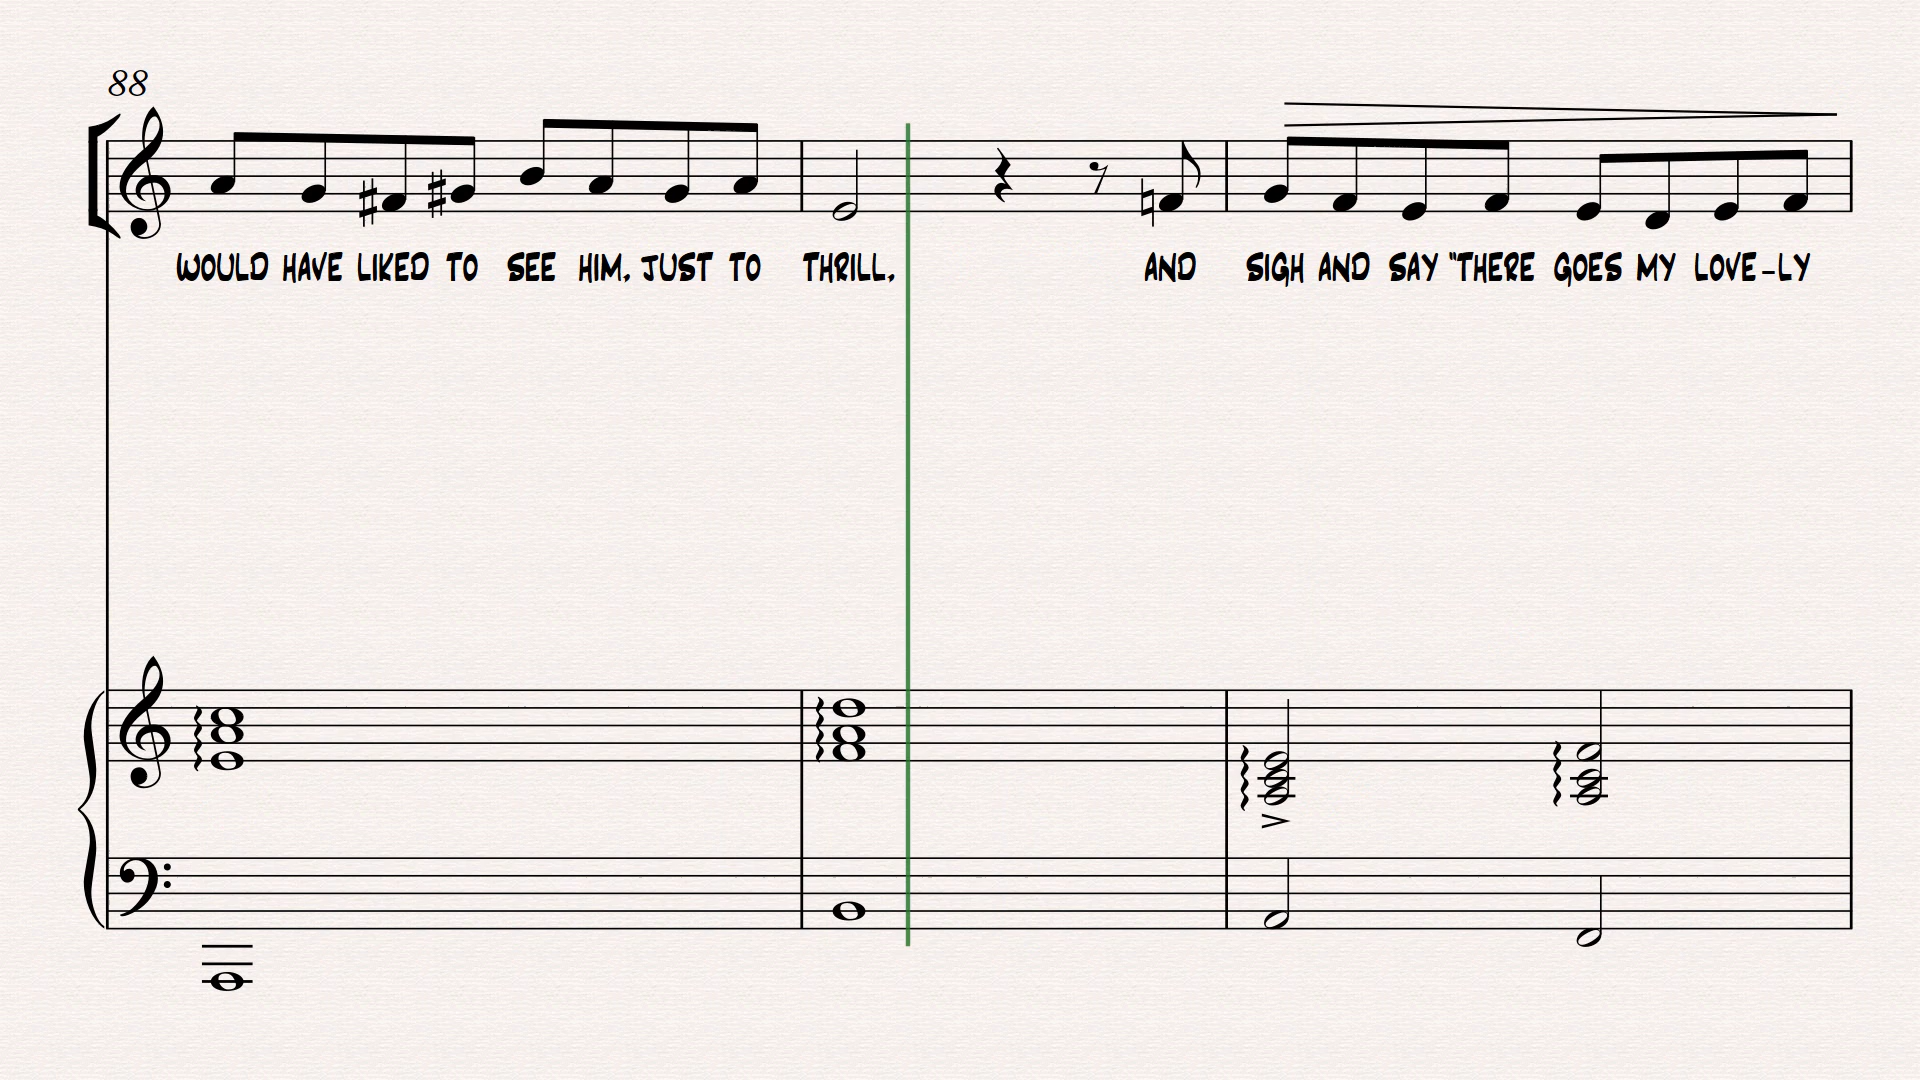 88
WOULD HAVE LIKED TO SEE HIM, JUST TO THRILL, AND SIGH AND SAY "THERE GOES MY LOVE-LY